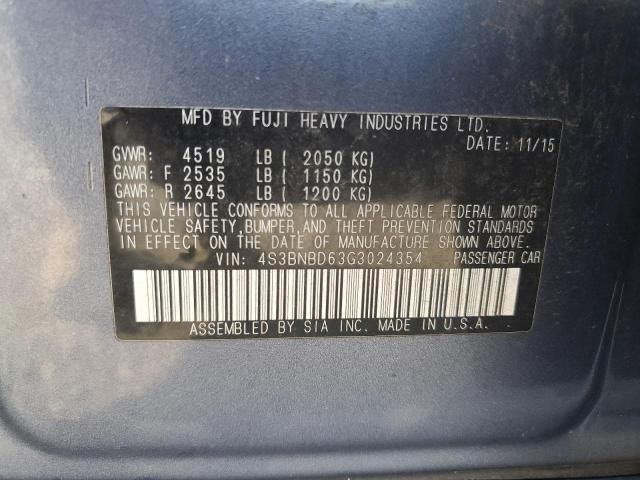 MFD BY FUJI HEAVY INDUSTRIES LTD.
DATE: 11/15
GVWR: 4519 LB ( 2050 KG)
GAWR: F 2535 LB ( 1150 KG)
GAWR: R 2645 LB ( 1200 KG)
THIS VEHICLE CONFORMS TO ALL APPLICABLE FEDERAL MOTOR
VEHICLE SAFETY,BUMPER,AND THEFT PREVENTION STANDARDS
IN EFFECT ON THE DATE OF MANUFACTURE SHOWN ABOVE.
VIN: 4S3BNBD63G3024354 PASSENGER CAR
ASSEMBLED BY SIA INC. MADE IN U.S.A.